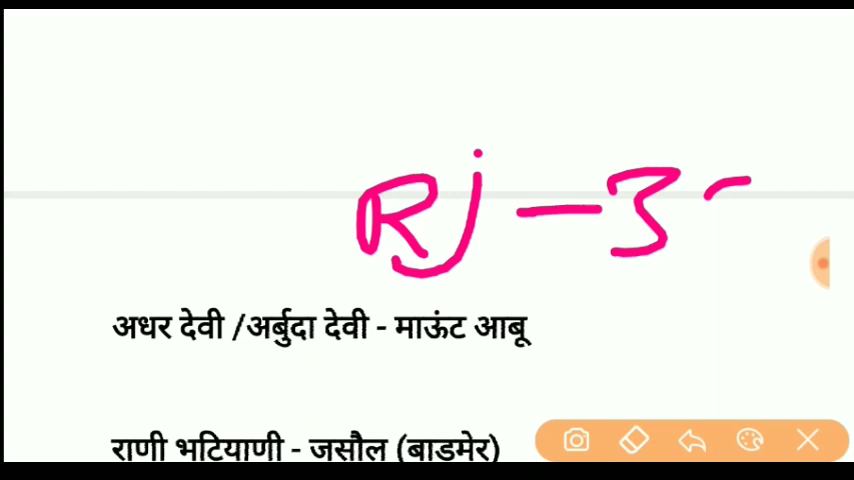 Rj - 3
अधर देवी /अर्बुदा देवी - माऊंट आबू
राणी भटियाणी - जसौल (बाडमेर)